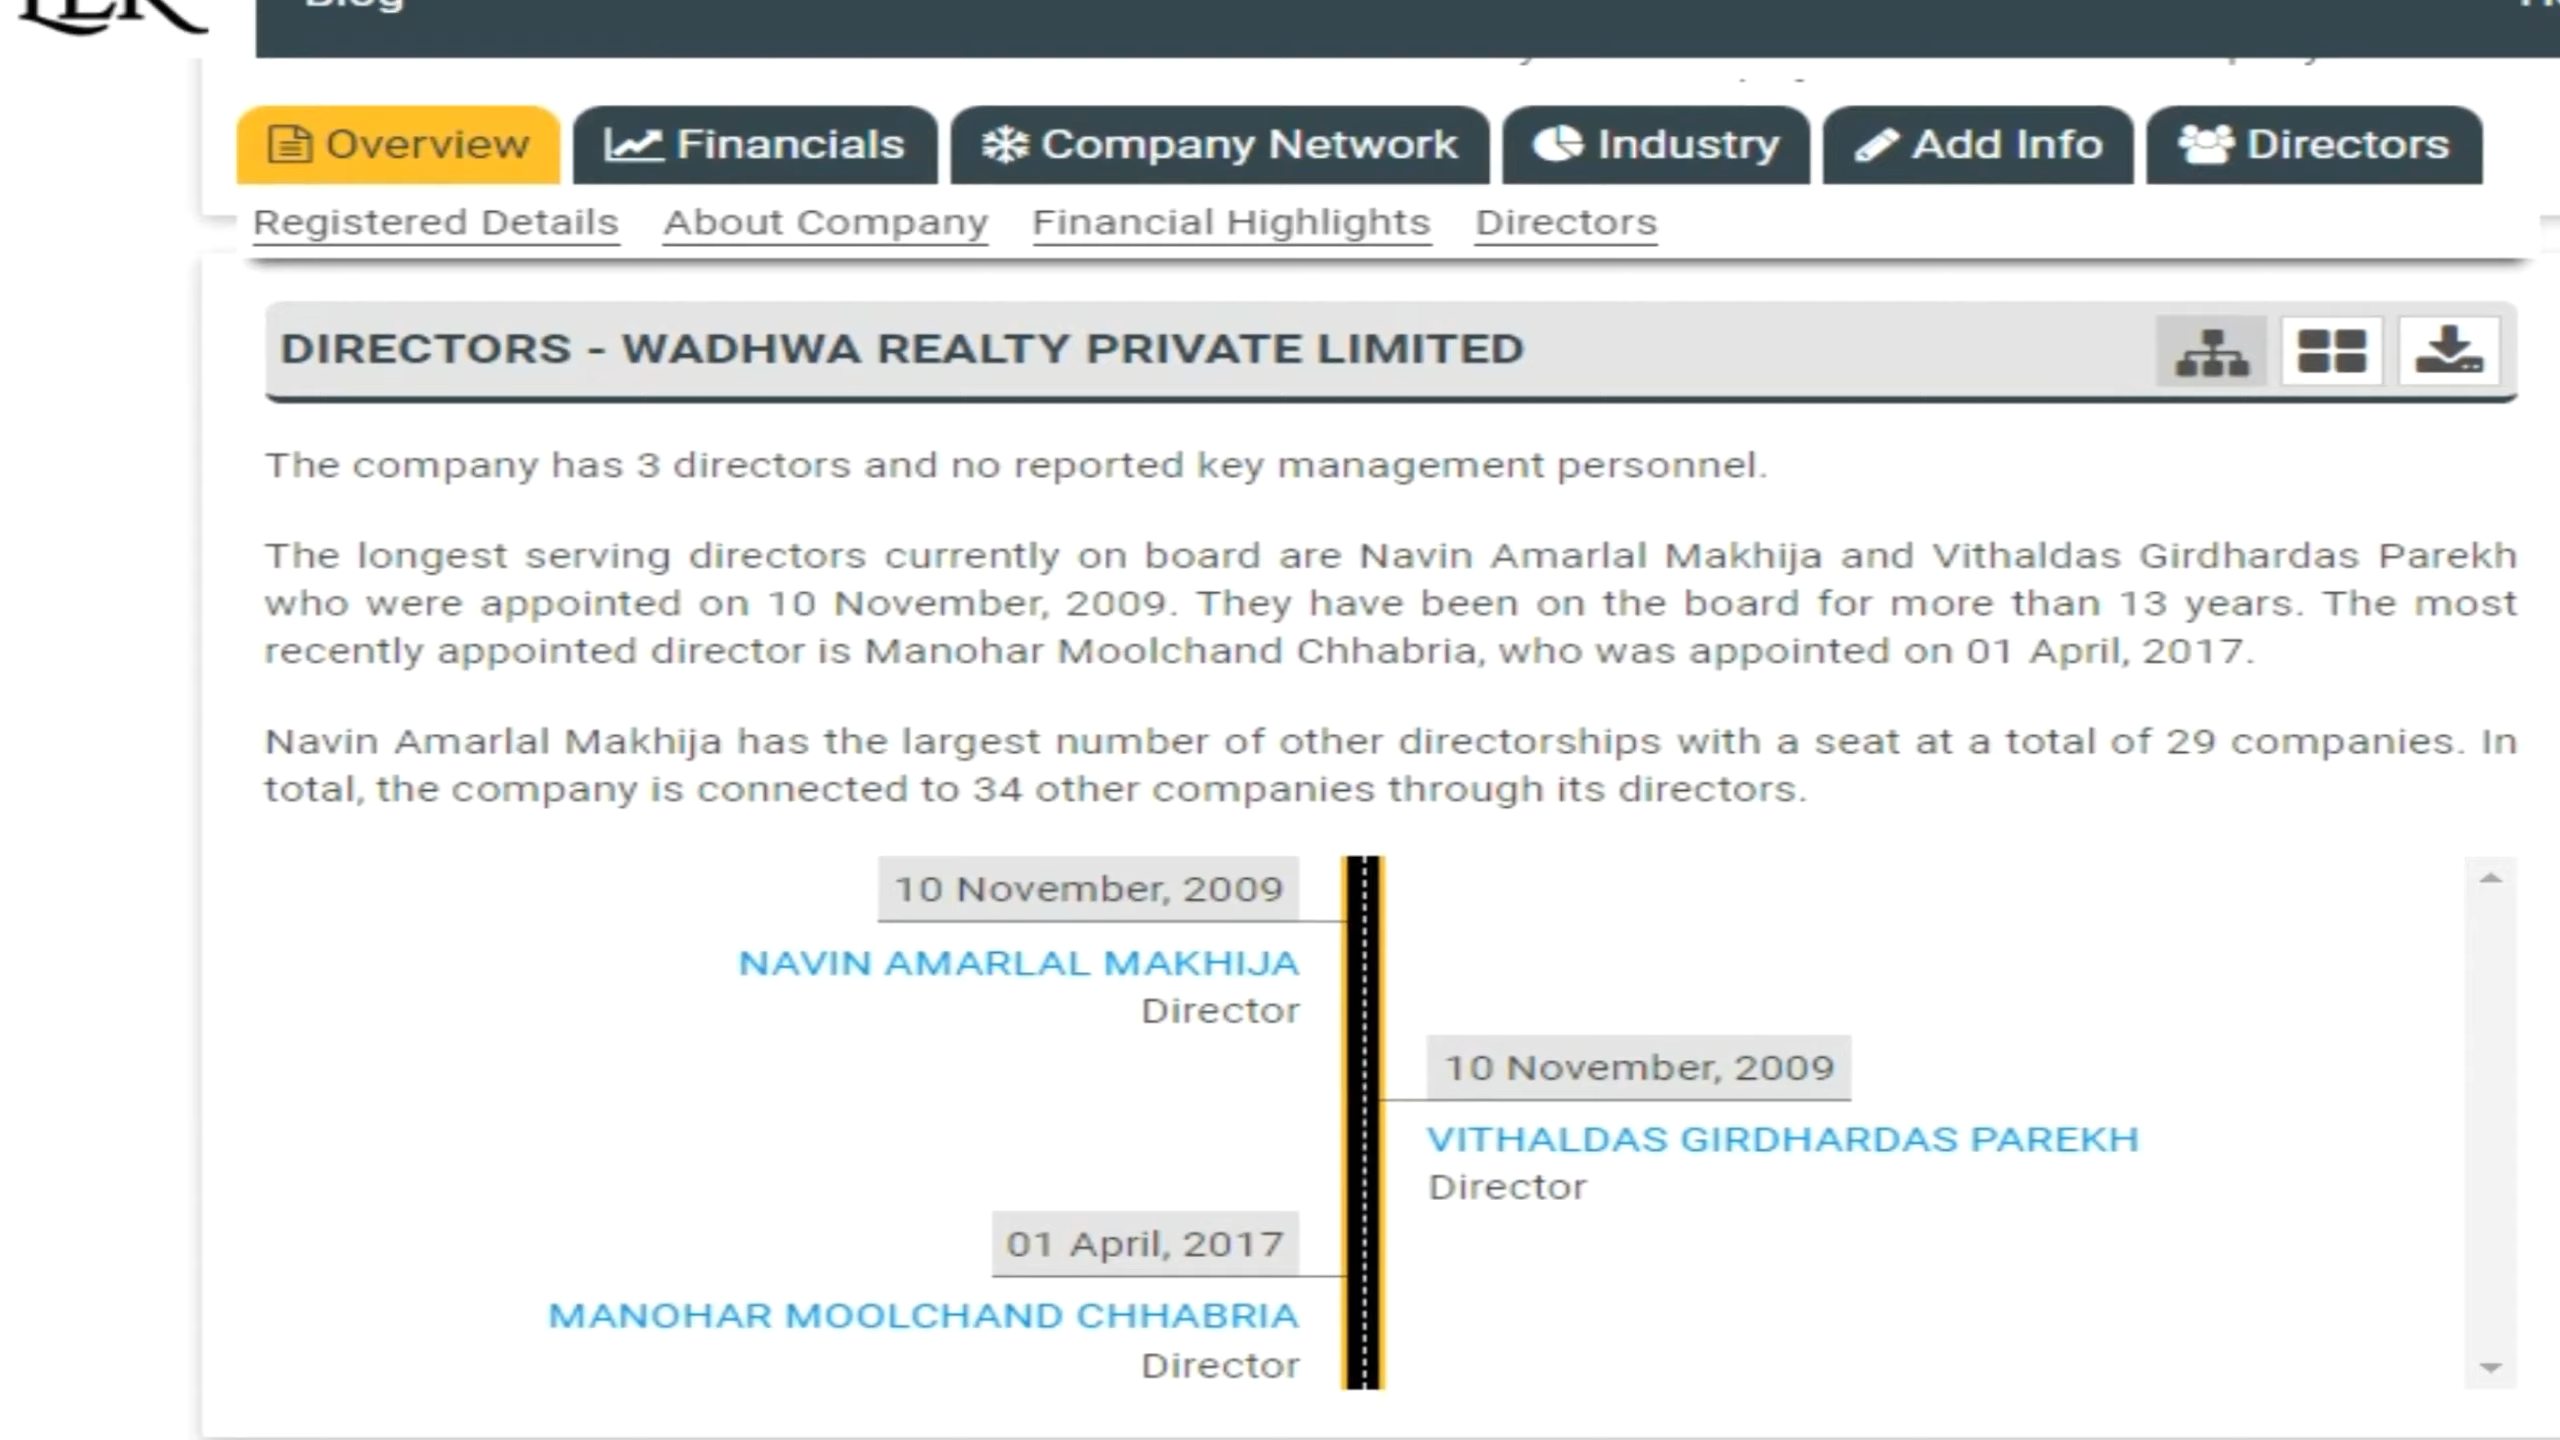 Blog
Overview
Financials
Company Network
Industry
Add Info
Directors
Registered Details
About Company
Financial Highlights
Directors
DIRECTORS - WADHWA REALTY PRIVATE LIMITED
The company has 3 directors and no reported key management personnel.
The longest serving directors currently on board are Navin Amarlal Makhija and Vithaldas Girdhardas Parekh
who were appointed on 10 November, 2009. They have been on the board for more than 13 years. The most
recently appointed director is Manohar Moolchand Chhabria, who was appointed on 01 April, 2017.
Navin Amarlal Makhija has the largest number of other directorships with a seat at a total of 29 companies. In
total, the company is connected to 34 other companies through its directors.
10 November, 2009
NAVIN AMARLAL MAKHIJA
Director
10 November, 2009
VITHALDAS GIRDHARDAS PAREKH
Director
01 April, 2017
MANOHAR MOOLCHAND CHHABRIA
Director